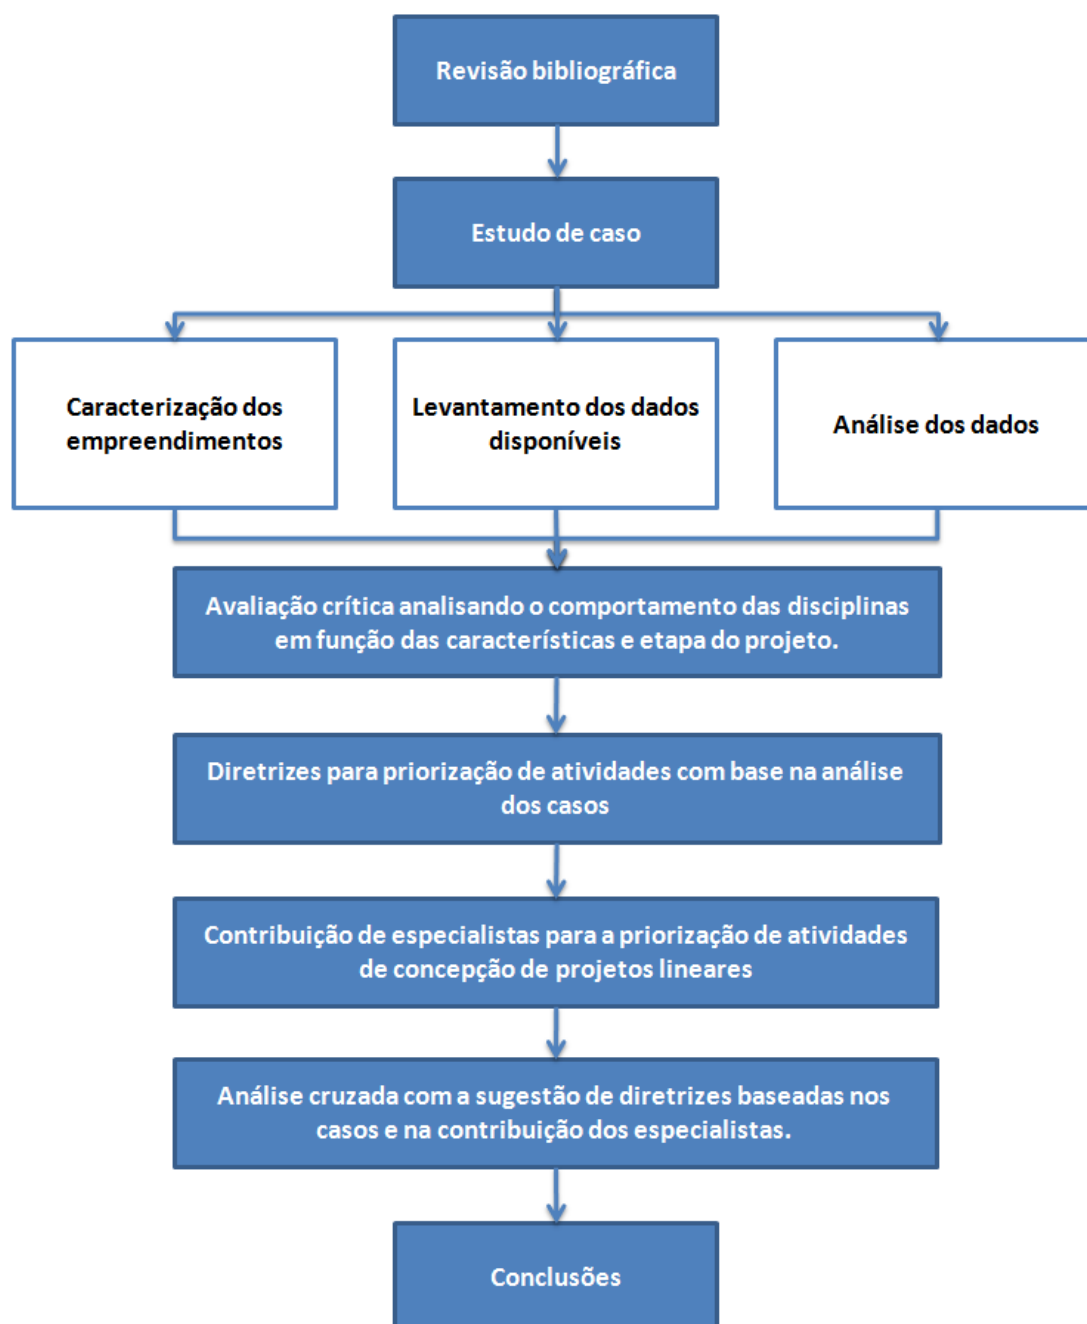 Revisão bibliográfica
Estudo de caso
Caracterização dos
empreendimentos
Levantamento dos dados
disponíveis
Análise dos dados
Avaliação crítica analisando o comportamento das disciplinas
em função das características e etapa do projeto.
Diretrizes para priorização de atividades com base na análise
dos casos
Contribuição de especialistas para a priorização de atividades
de concepção de projetos lineares
Análise cruzada com a sugestão de diretrizes baseadas nos
casos e na contribuição dos especialistas.
Conclusões